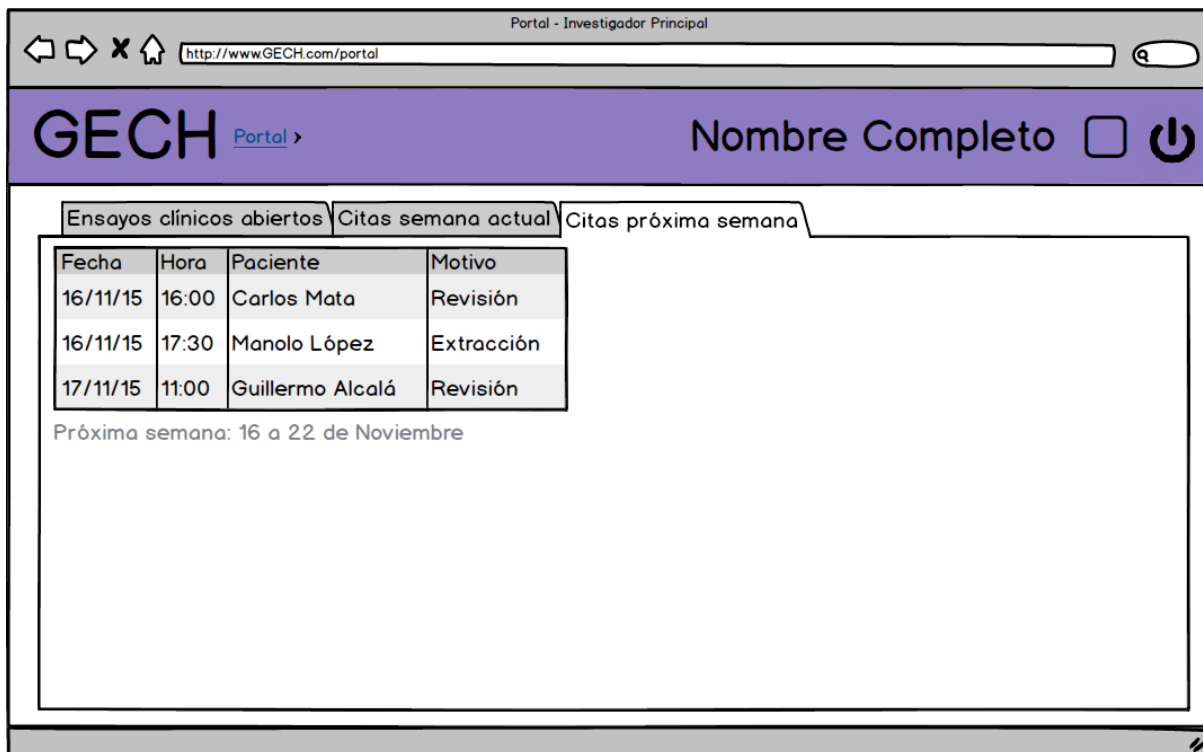 Portal - Investigador Principal
http://www.GECH.com/portal
GECH Portal › Nombre Completo
Ensayos clínicos abiertos Citas semana actual Citas próxima semana
Fecha Hora Paciente Motivo
16/11/15 16:00 Carlos Mata Revisión
16/11/15 17:30 Manolo López Extracción
17/11/15 11:00 Guillermo Alcalá Revisión
Próxima semana: 16 a 22 de Noviembre